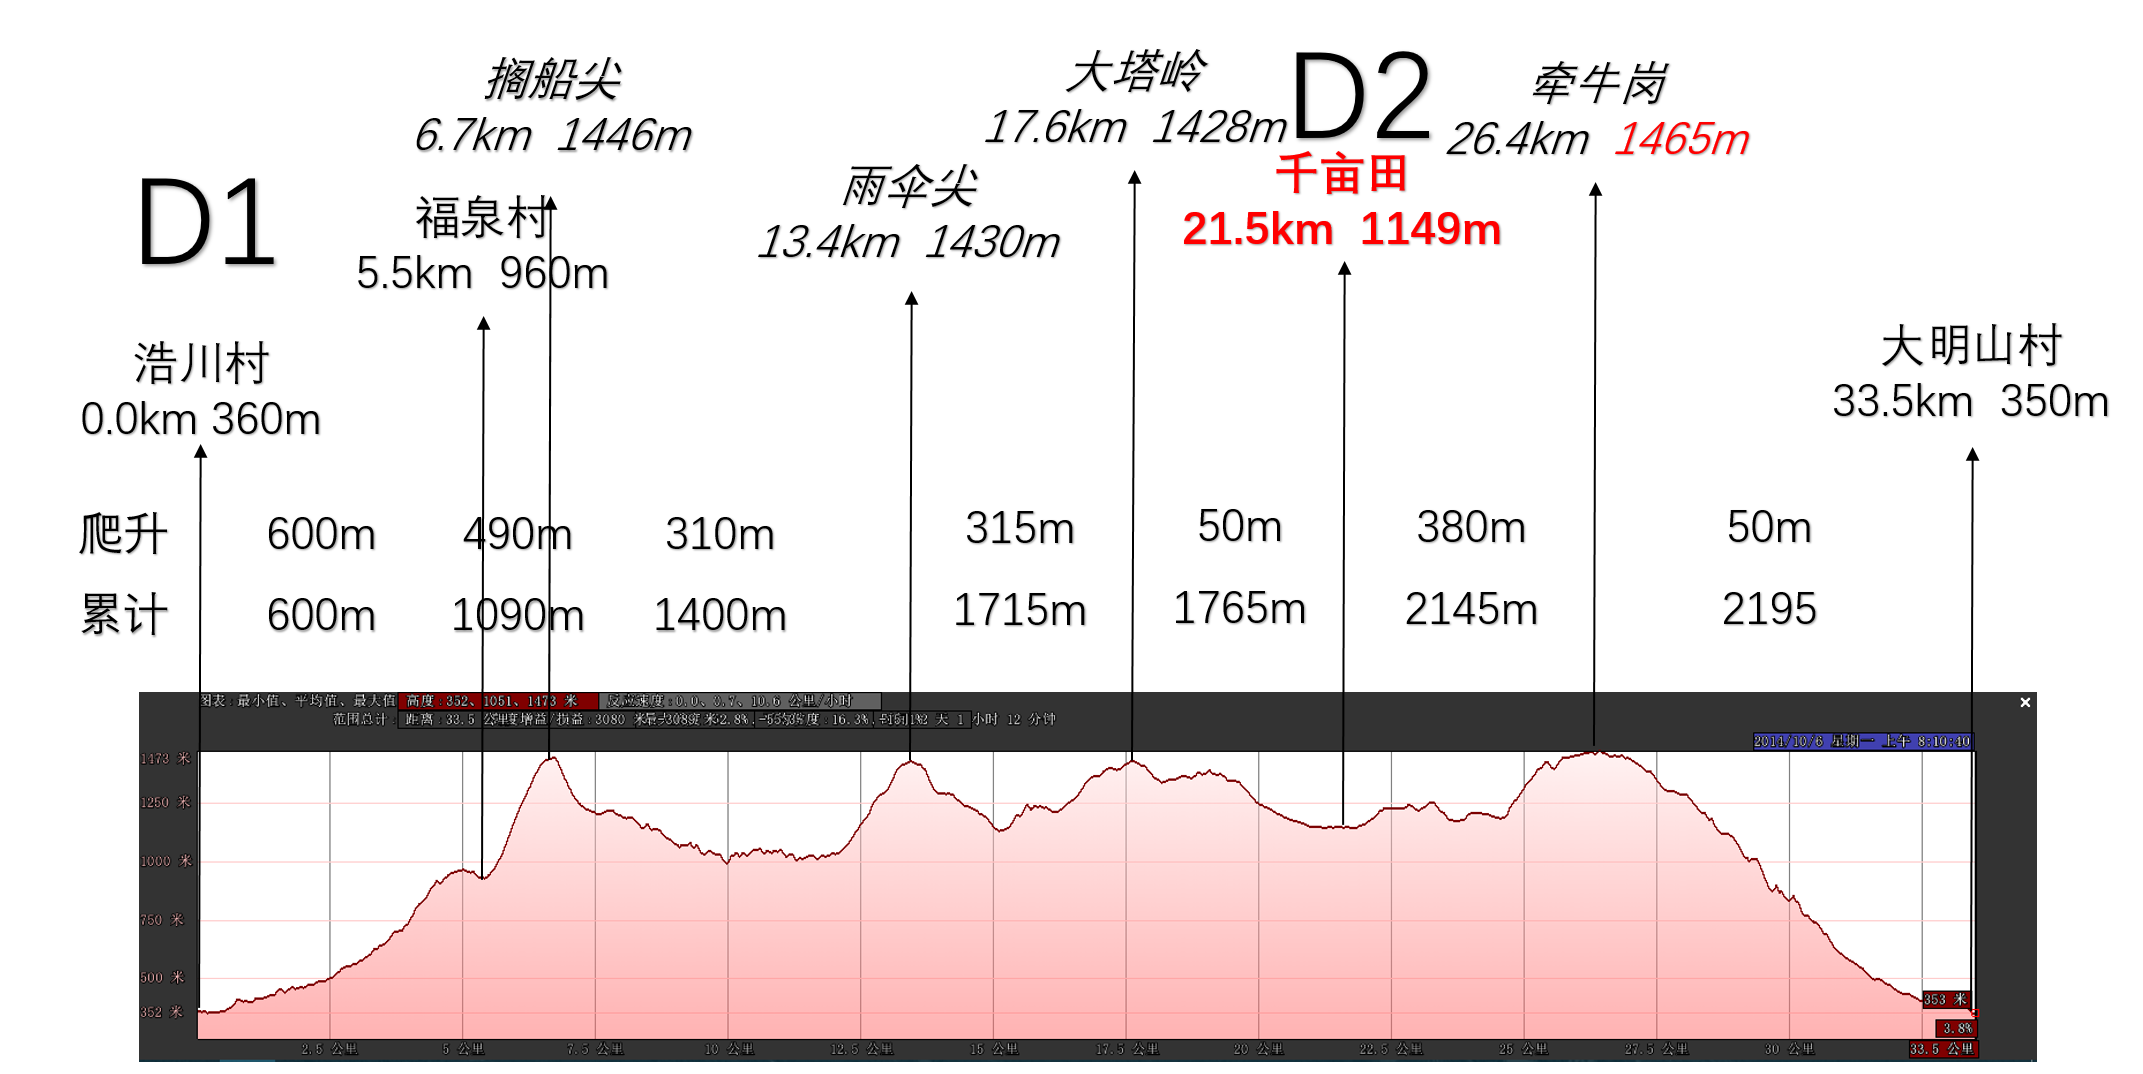 搁船尖
6.7km 1446m
大塔岭
17.6km 1428m
D2
牵牛岗
26.4km 1465m
千亩田
21.5km 1149m
D1
福泉村
5.5km 960m
雨伞尖
13.4km 1430m
浩川村
0.0km 360m
大明山村
33.5km 350m
爬升 600m 490m 310m 315m 50m 380m 50m
累计 600m 1090m 1400m 1715m 1765m 2145m 2195
图表:最小值、平均值、最大值 高度:352、1051、1473 米 速度:0.0、3.7、10.6 公里/小时
范围总计: 距离:33.5 公里 增益/损益:3080 米 16.3%, 天 1 小时 12 分钟
2014/10/6 星期一 上午 8:10:40
1473 米
1250 米
1000 米
750 米
500 米
352 米
353 米
3.8%
2.5 公里 5 公里 7.5 公里 10 公里 12.5 公里 15 公里 17.5 公里 20 公里 22.5 公里 25 公里 27.5 公里 30 公里 33.5 公里